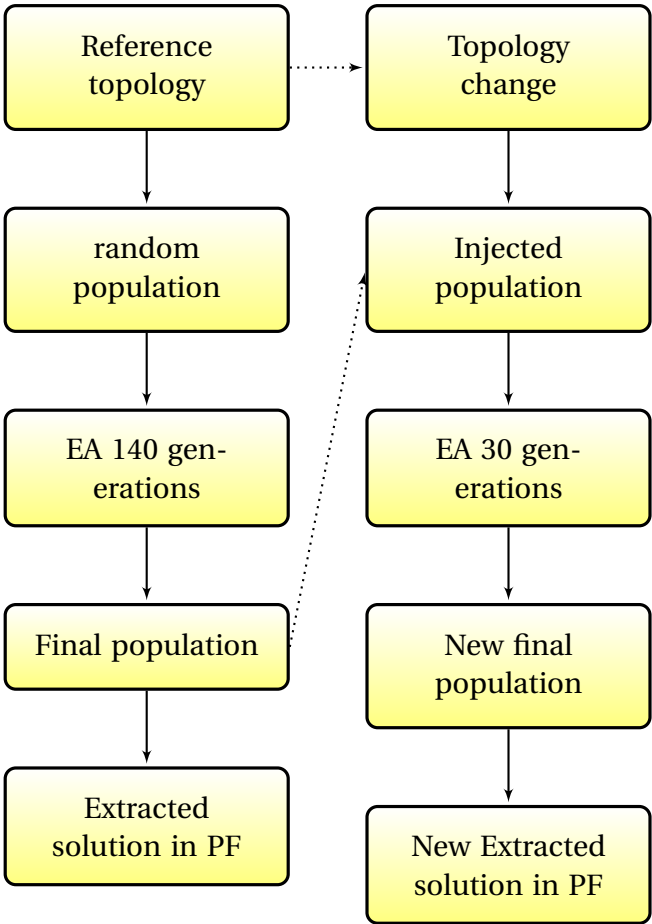 Reference
topology
random
population
EA 140 gen-
erations
Final population
Extracted
solution in PF
Topology
change
Injected
population
EA 30 gen-
erations
New final
population
New Extracted
solution in PF